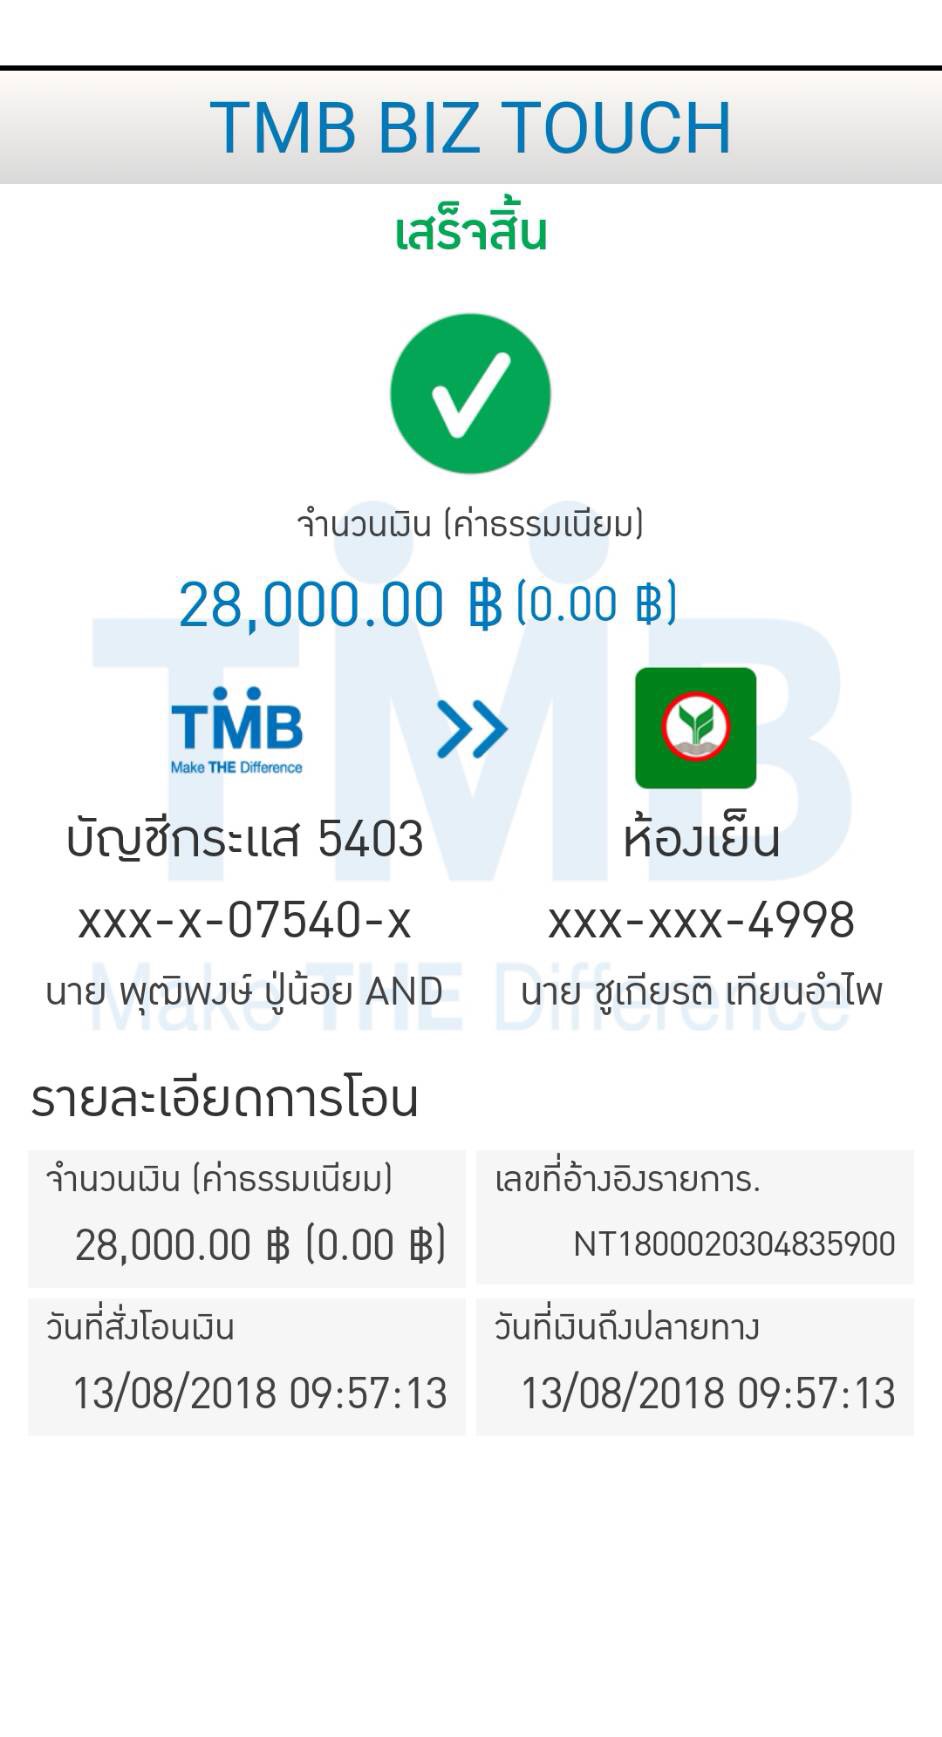 TMB BIZ TOUCH
เสร็จสิ้น
จำนวนเงิน (ค่าธรรมเนียม)
28,000.00 ฿ (0.00 ฿)
TMB
Make THE Difference
บัญชีกระแส 5403
ห้องเย็น
xxx-x-07540-x
xxx-xxx-4998
นาย พุฒิพงษ์ ปู่น้อย AND
นาย ชูเกียรติ เทียนอำไพ
TMB
Make THE Difference
รายละเอียดการโอน
จำนวนเงิน (ค่าธรรมเนียม)
28,000.00 ฿ (0.00 ฿)
เลขที่อ้างอิงรายการ.
NT1800020304835900
วันที่สั่งโอนเงิน
13/08/2018 09:57:13
วันที่เงินถึงปลายทาง
13/08/2018 09:57:13